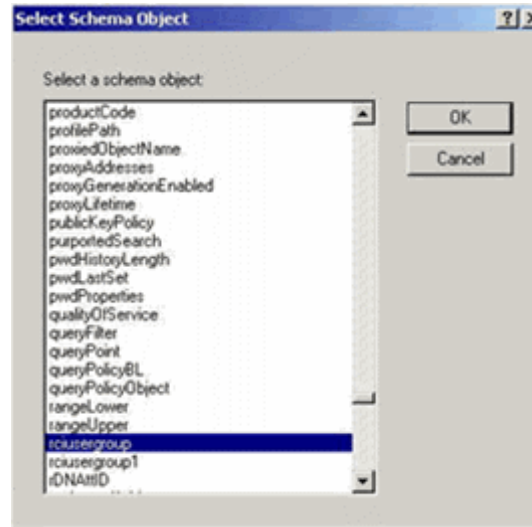 Select Schema Object
Select a schema object:
productCode
profilePath
proxiedObjectName
proxyAddresses
proxyGenerationEnabled
proxyLifetime
publicKeyPolicy
purportedSearch
pwdHistoryLength
pwdLastSet
pwdProperties
qualityOfService
queryFilter
queryPoint
queryPolicyBL
queryPolicyObject
rangeLower
rangeUpper
rciusergroup
rciusergroup1
rDNAttID
OK
Cancel